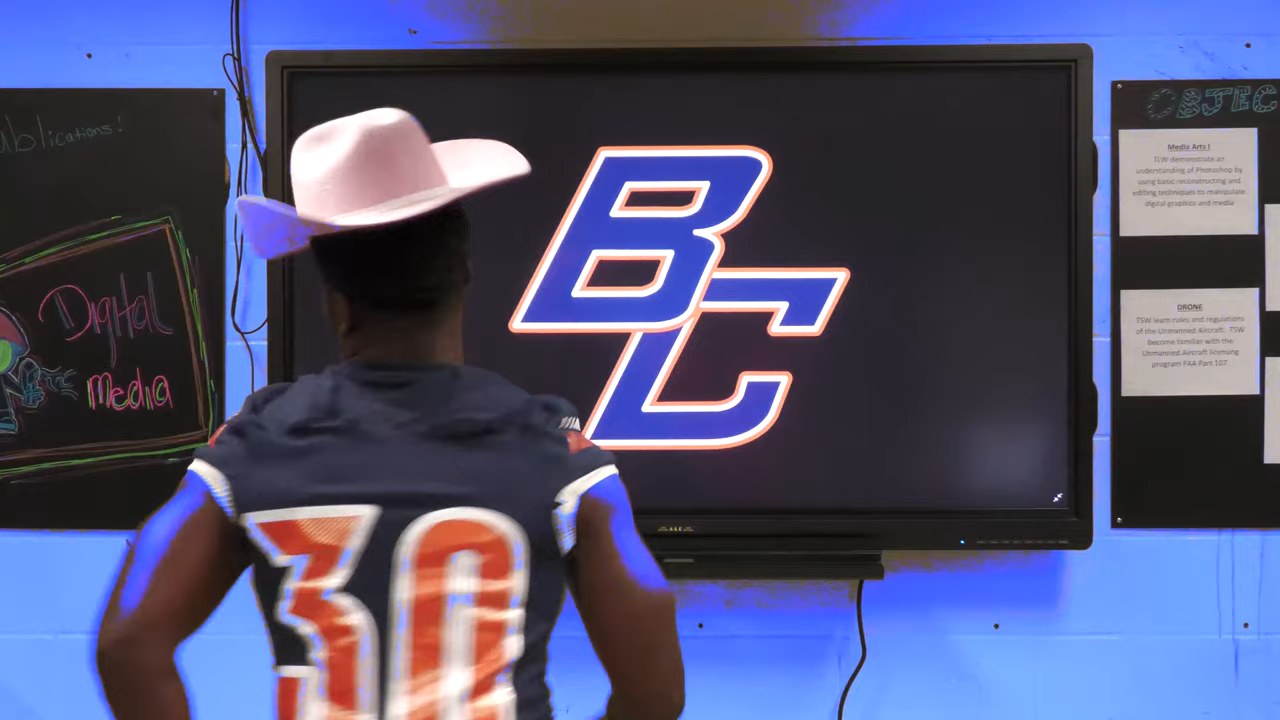 ublications!
Digital
Media
BC
30
OBJEC
Media Arts I
TLW demonstrate an
understanding of Photoshop by
using basic reconstructing and
editing techniques to manipulate
digital graphics and media
DRONE
TSW learn rules and regulations
of the Unmanned Aircraft. TSW
become familiar with the
Unmanned Aircraft licensing
program FAA Part 107.